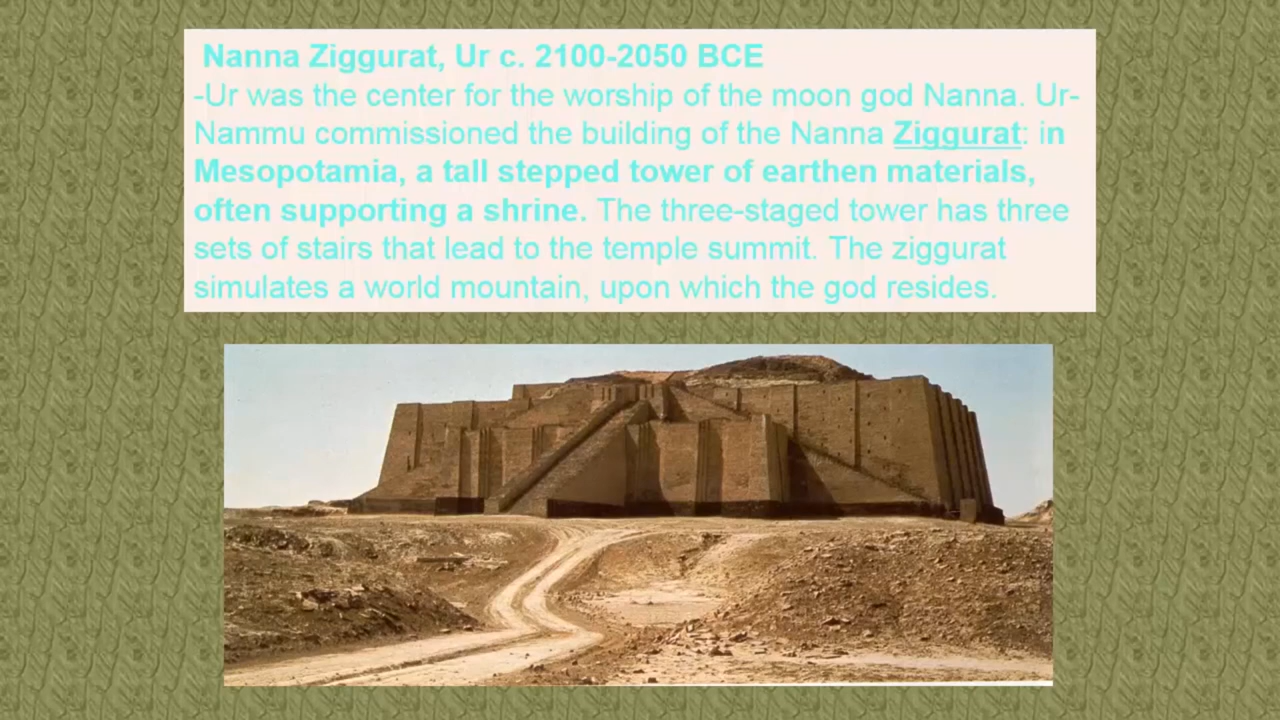 Nanna Ziggurat, Ur c. 2100-2050 BCE
-Ur was the center for the worship of the moon god Nanna. Ur-
Nammu commissioned the building of the Nanna Ziggurat: in
Mesopotamia, a tall stepped tower of earthen materials,
often supporting a shrine. The three-staged tower has three
sets of stairs that lead to the temple summit. The ziggurat
simulates a world mountain, upon which the god resides.